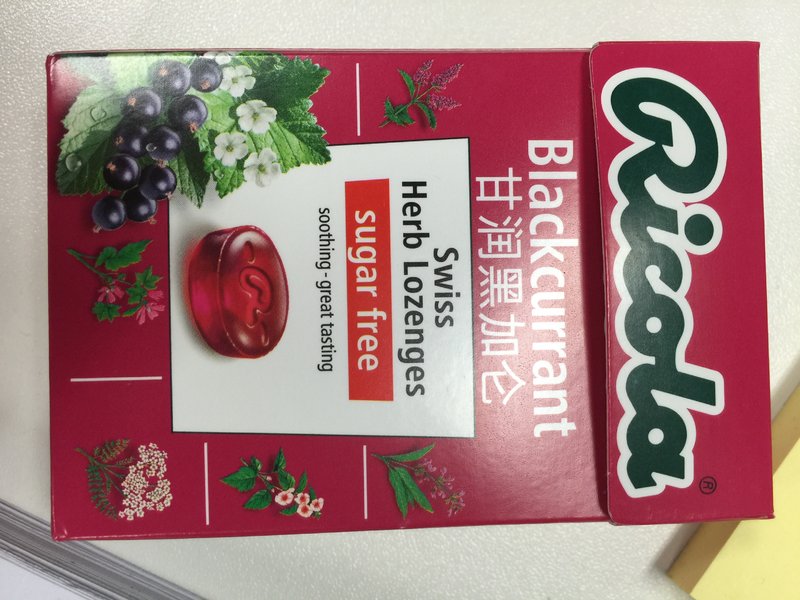 Ricola®
Blackcurrant
甘润黑加仑
Swiss
Herb Lozenges
sugar free
soothing - great tasting